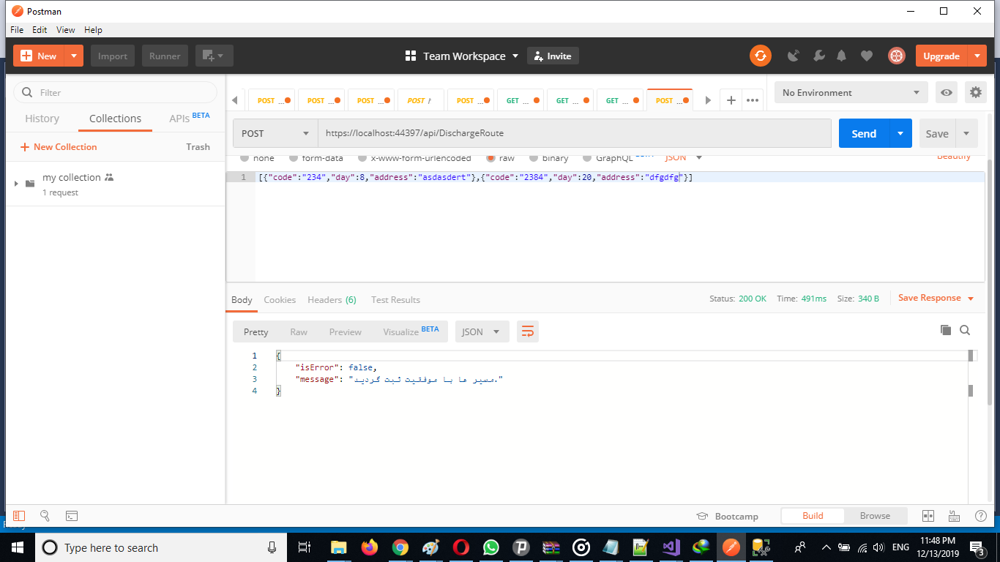 Postman
File Edit View Help
New Import Runner Team Workspace Invite Upgrade
Filter
History Collections APIs BETA
New Collection Trash
my collection
1 request
POST ... POST ... POST ... POST POST ... GET ... GET ... GET ... POST ... No Environment
POST https://localhost:44397/api/DischargeRoute Send Save
none form-data x-www-form-urlencoded raw binary GraphQL JSON Beautify
1 [{"code":"234","day":8,"address":"asdasdert"},{"code":"2384","day":20,"address":"dfgdfg"}]
Body Cookies Headers (6) Test Results Status: 200 OK Time: 491ms Size: 340 B Save Response
Pretty Raw Preview Visualize BETA JSON
1 {
2 "isError": false,
3 "message": "مسیر ها با موفقیت ثبت گردید."
4 }
Bootcamp Build Browse
Type here to search ENG 11:48 PM
12/13/2019 3